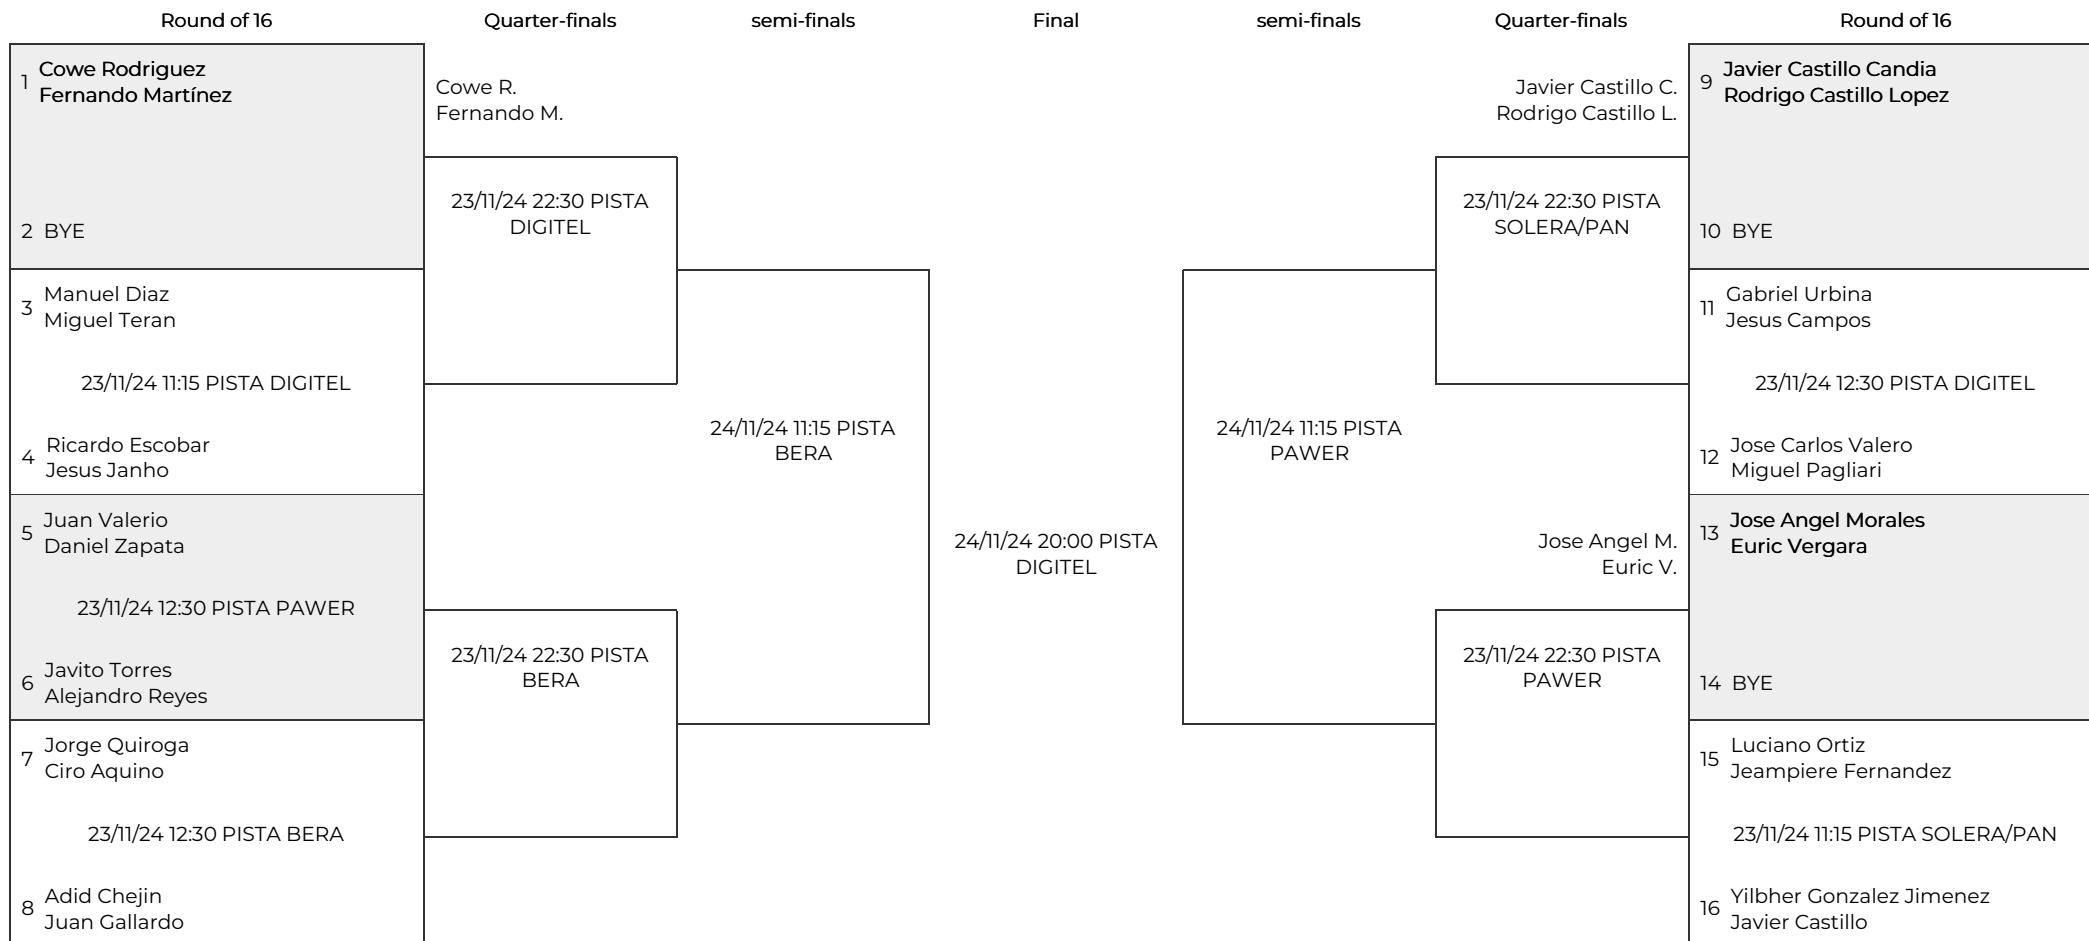 Round of 16
Quarter-finals
semi-finals
Final
semi-finals
Quarter-finals
Round of 16
1
Cowe Rodriguez
Fernando Martínez
2 BYE
3
Manuel Diaz
Miguel Teran
23/11/24 11:15 PISTA DIGITEL
4
Ricardo Escobar
Jesus Janho
5
Juan Valerio
Daniel Zapata
23/11/24 12:30 PISTA PAWER
6
Javito Torres
Alejandro Reyes
7
Jorge Quiroga
Ciro Aquino
23/11/24 12:30 PISTA BERA
8
Adid Chejin
Juan Gallardo
Cowe R.
Fernando M.
23/11/24 22:30 PISTA
DIGITEL
23/11/24 22:30 PISTA
BERA
24/11/24 11:15 PISTA
BERA
24/11/24 20:00 PISTA
DIGITEL
24/11/24 11:15 PISTA
PAWER
Javier Castillo C.
Rodrigo Castillo L.
23/11/24 22:30 PISTA
SOLERA/PAN
Jose Angel M.
Euric V.
23/11/24 22:30 PISTA
PAWER
9
Javier Castillo Candia
Rodrigo Castillo Lopez
10 BYE
11
Gabriel Urbina
Jesus Campos
23/11/24 12:30 PISTA DIGITEL
12
Jose Carlos Valero
Miguel Pagliari
13
Jose Angel Morales
Euric Vergara
14 BYE
15
Luciano Ortiz
Jeampiere Fernandez
23/11/24 11:15 PISTA SOLERA/PAN
16
Yilbher Gonzalez Jimenez
Javier Castillo